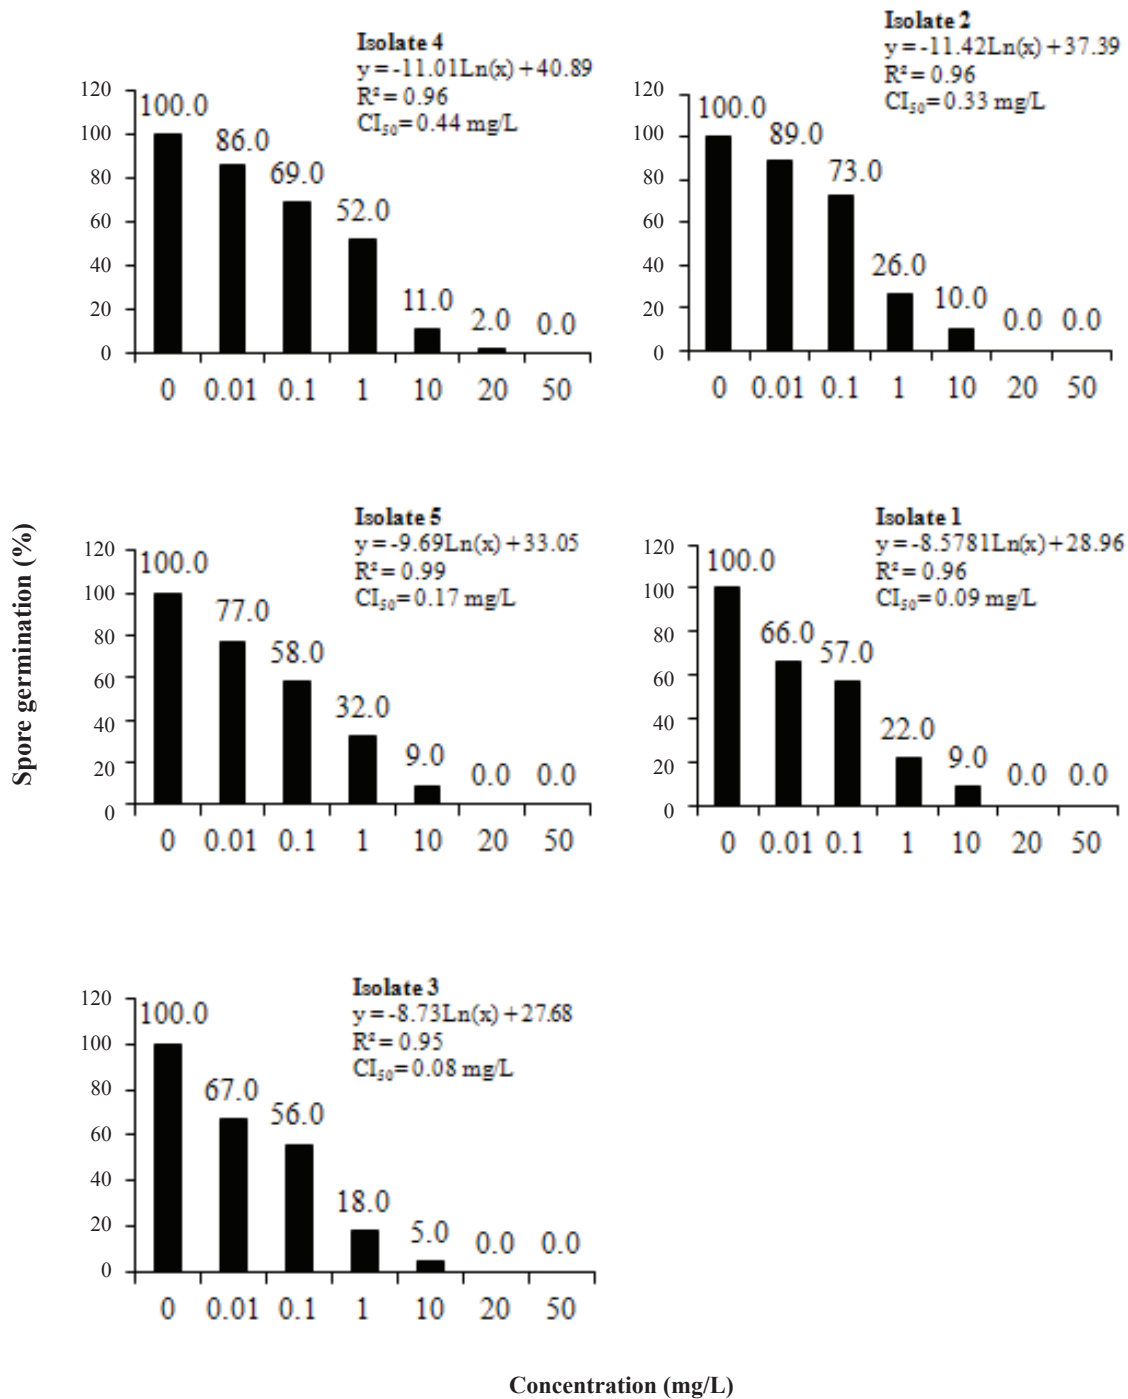 Isolate 4
y = -11.01Ln(x) + 40.89
R² = 0.96
CI₅₀ = 0.44 mg/L
120
100
80
60
40
20
0
100.0
86.0
69.0
52.0
11.0
2.0
0.0
0 0.01 0.1 1 10 20 50
Isolate 2
y = -11.42Ln(x) + 37.39
R² = 0.96
CI₅₀ = 0.33 mg/L
120
100
80
60
40
20
0
100.0
89.0
73.0
26.0
10.0
0.0
0.0
0 0.01 0.1 1 10 20 50
Spore germination (%)
Isolate 5
y = -9.69Ln(x) + 33.05
R² = 0.99
CI₅₀ = 0.17 mg/L
120
100
80
60
40
20
0
100.0
77.0
58.0
32.0
9.0
0.0
0.0
0 0.01 0.1 1 10 20 50
Isolate 1
y = -8.5781Ln(x) + 28.96
R² = 0.96
CI₅₀ = 0.09 mg/L
120
100
80
60
40
20
0
100.0
66.0
57.0
22.0
9.0
0.0
0.0
0 0.01 0.1 1 10 20 50
Isolate 3
y = -8.73Ln(x) + 27.68
R² = 0.95
CI₅₀ = 0.08 mg/L
120
100
80
60
40
20
0
100.0
67.0
56.0
18.0
5.0
0.0
0.0
0 0.01 0.1 1 10 20 50
Concentration (mg/L)